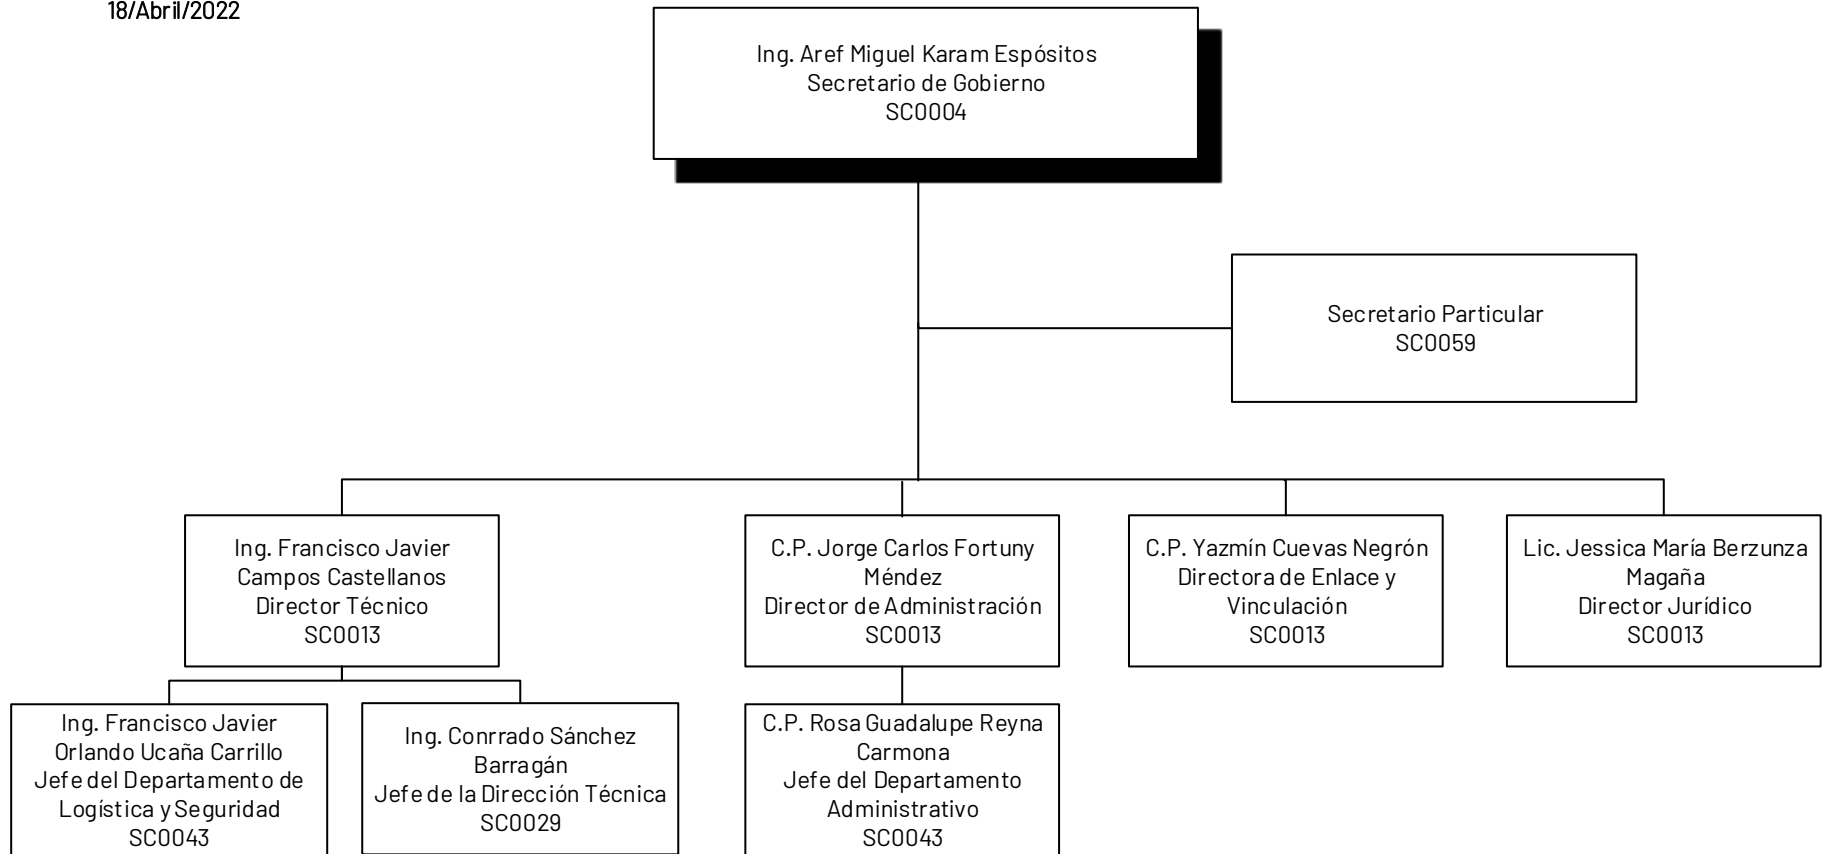 18/Abril/2022
Ing. Aref Miguel Karam Espósitos
Secretario de Gobierno
SC0004
Secretario Particular
SC0059
Ing. Francisco Javier
Campos Castellanos
Director Técnico
SC0013
C.P. Jorge Carlos Fortuny
Méndez
Director de Administración
SC0013
C.P. Yazmín Cuevas Negrón
Directora de Enlace y
Vinculación
SC0013
Lic. Jessica María Berzunza
Magaña
Director Jurídico
SC0013
Ing. Francisco Javier
Orlando Ucaña Carrillo
Jefe del Departamento de
Logística y Seguridad
SC0043
Ing. Conrrado Sánchez
Barragán
Jefe de la Dirección Técnica
SC0029
C.P. Rosa Guadalupe Reyna
Carmona
Jefe del Departamento
Administrativo
SC0043